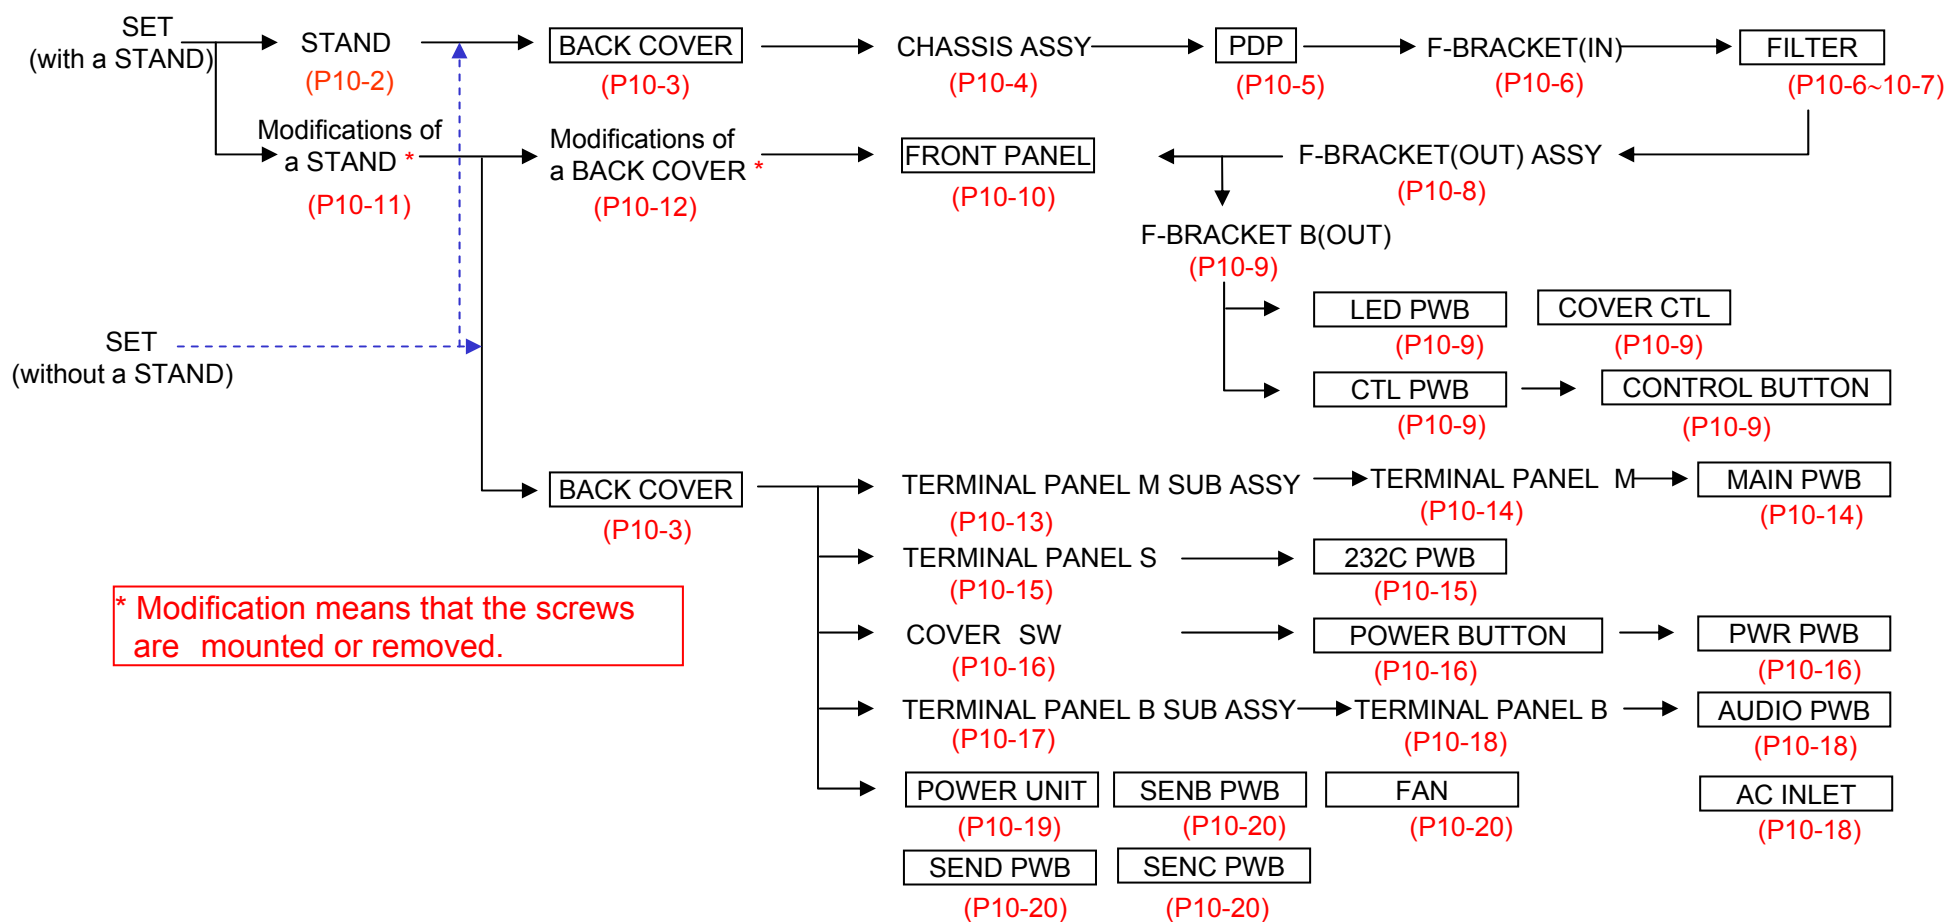 SET
(with a STAND)
STAND
(P10-2)
BACK COVER
(P10-3)
CHASSIS ASSY
(P10-4)
PDP
(P10-5)
F-BRACKET(IN)
(P10-6)
FILTER
(P10-6~10-7)
Modifications of
a STAND *
(P10-11)
Modifications of
a BACK COVER *
(P10-12)
FRONT PANEL
(P10-10)
F-BRACKET(OUT) ASSY
(P10-8)
F-BRACKET B(OUT)
(P10-9)
LED PWB
(P10-9)
COVER CTL
(P10-9)
SET
(without a STAND)
CTL PWB
(P10-9)
CONTROL BUTTON
(P10-9)
BACK COVER
(P10-3)
TERMINAL PANEL M SUB ASSY
(P10-13)
TERMINAL PANEL M
(P10-14)
MAIN PWB
(P10-14)
TERMINAL PANEL S
(P10-15)
232C PWB
(P10-15)
* Modification means that the screws
are mounted or removed.
COVER SW
(P10-16)
POWER BUTTON
(P10-16)
PWR PWB
(P10-16)
TERMINAL PANEL B SUB ASSY
(P10-17)
TERMINAL PANEL B
(P10-18)
AUDIO PWB
(P10-18)
POWER UNIT
(P10-19)
SENB PWB
(P10-20)
FAN
(P10-20)
AC INLET
(P10-18)
SEND PWB
(P10-20)
SENC PWB
(P10-20)